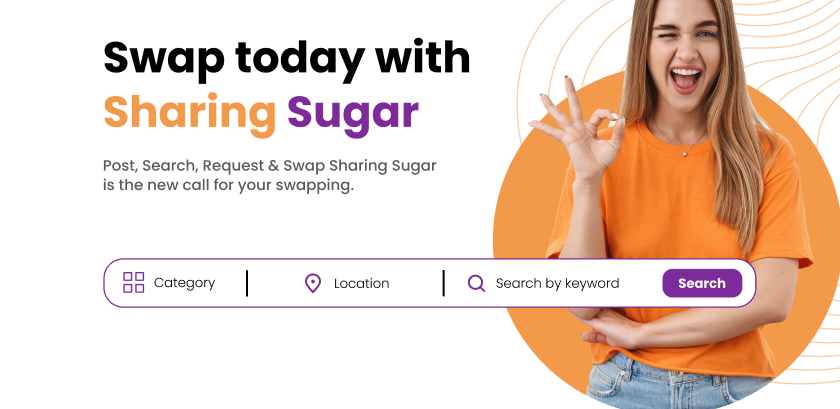 Swap today with
Sharing Sugar
Post, Search, Request & Swap Sharing Sugar
is the new call for your swapping.
Category
Location
Search by keyword
Search